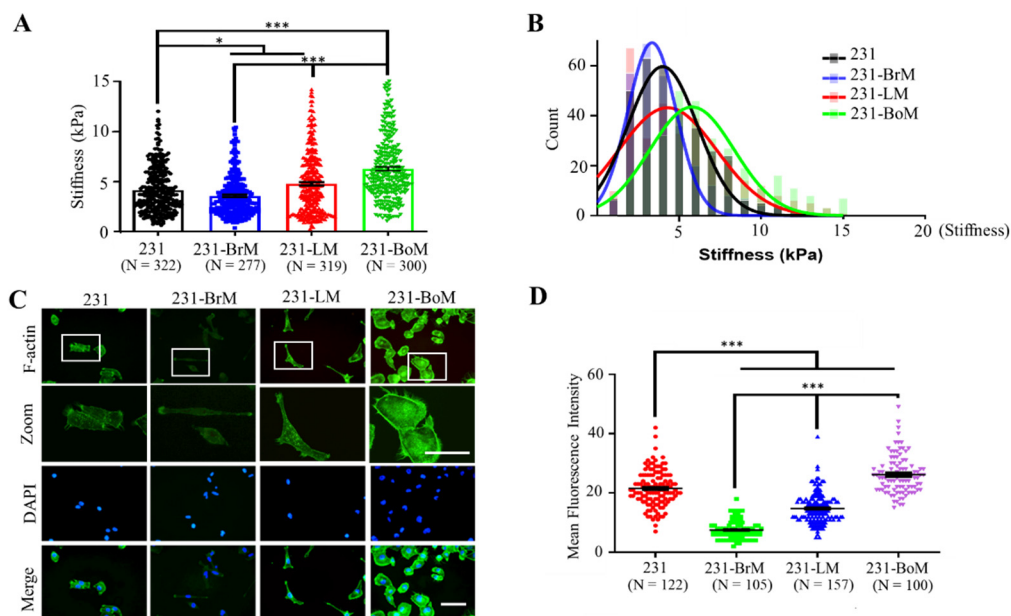 A
***
*
***
Stiffness (kPa)
15
10
5
0
231
231-BrM
231-LM
231-BoM
(N = 322)
(N = 277)
(N = 319)
(N = 300)
B
Count
60
40
20
0
5
10
15
20
(Stiffness)
Stiffness (kPa)
231
231-BrM
231-LM
231-BoM
C
231
231-BrM
231-LM
231-BoM
F-actin
Zoom
DAPI
Merge
D
***
***
Mean Fluorescence Intensity
60
40
20
0
231
231-BrM
231-LM
231-BoM
(N = 122)
(N = 105)
(N = 157)
(N = 100)